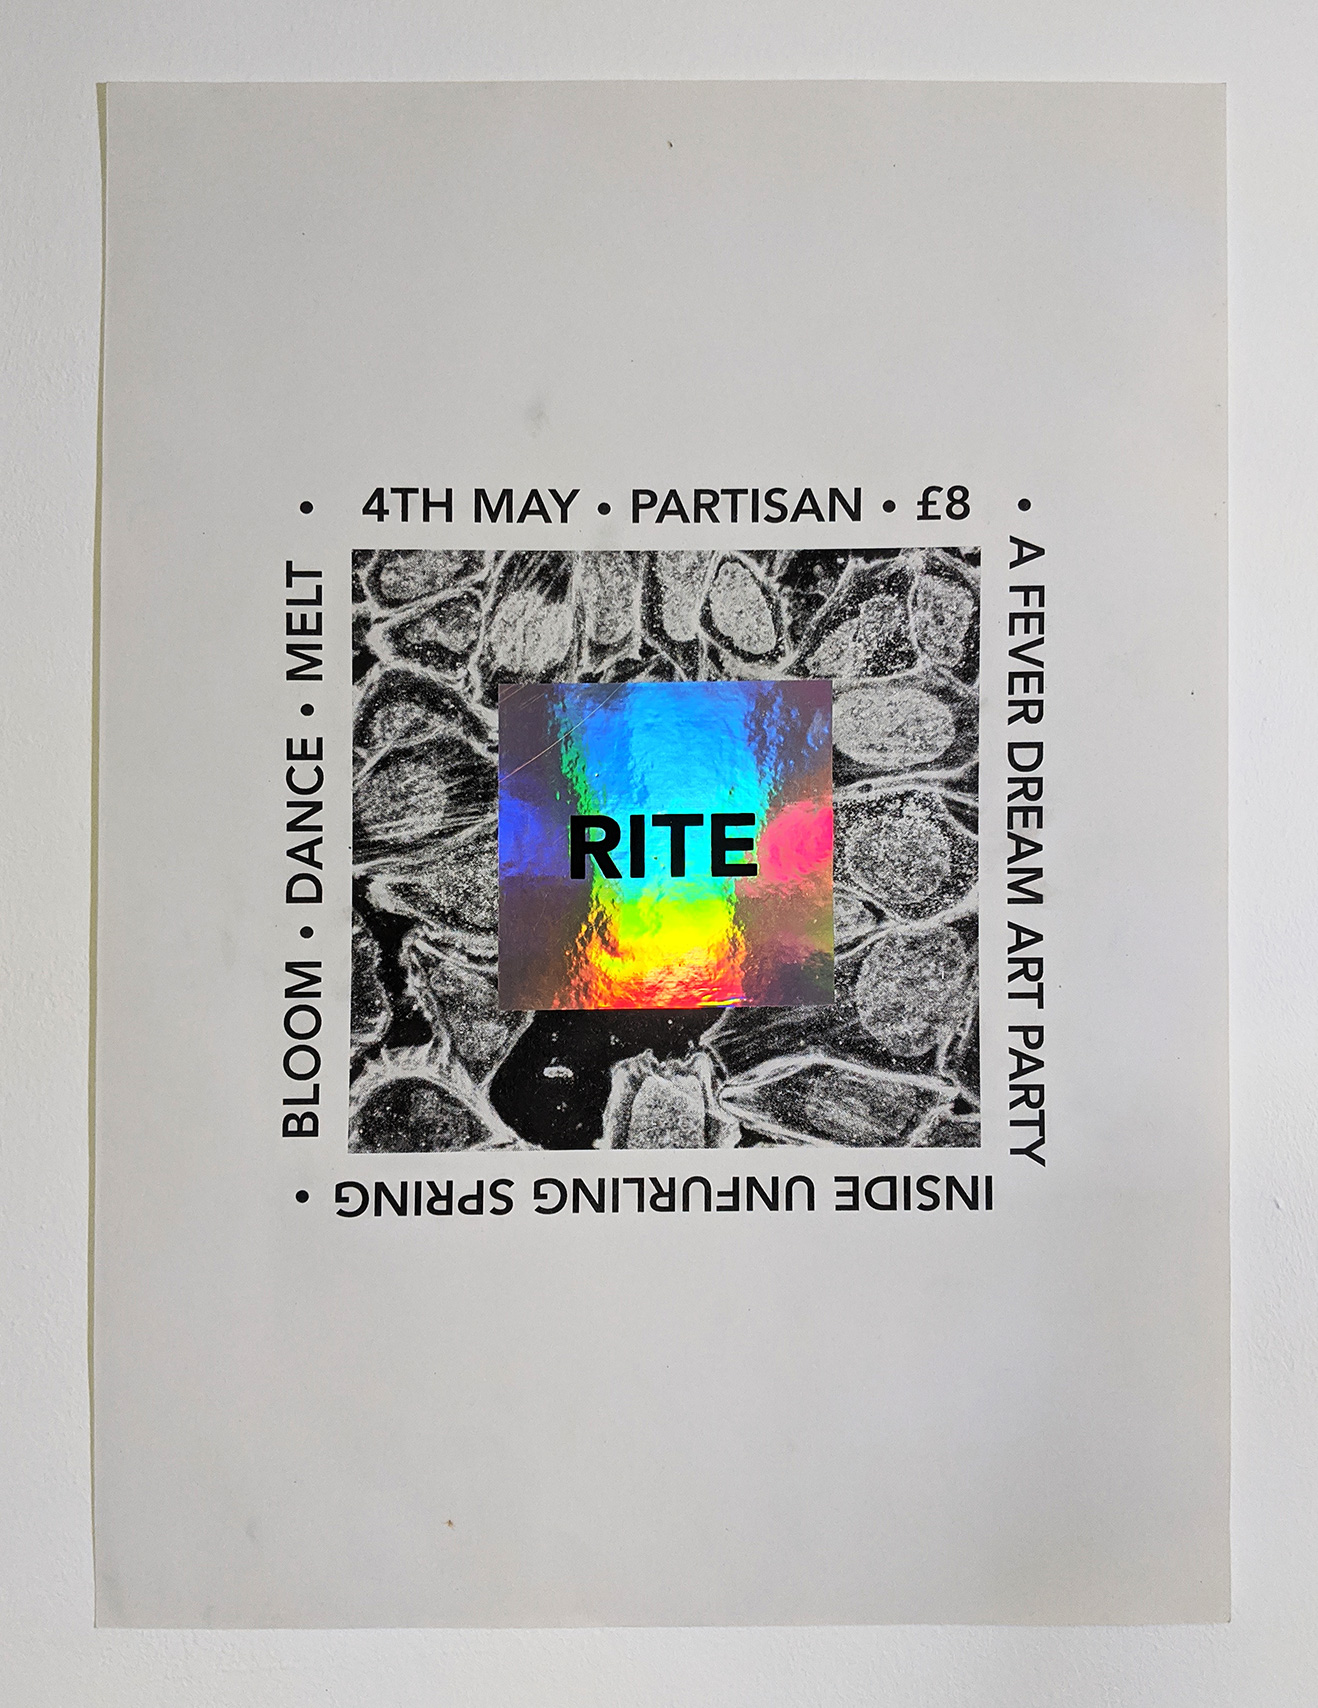 • 4TH MAY • PARTISAN • £8 •
A FEVER DREAM ART PARTY
INSIDE UNFURLING SPRING •
BLOOM • DANCE • MELT
RITE